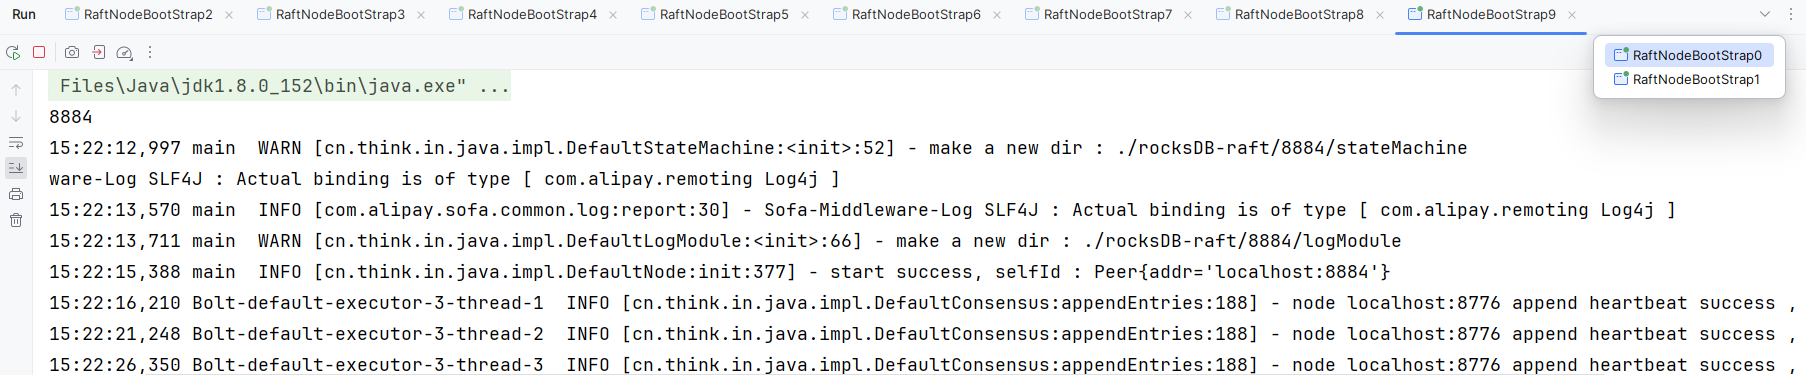 Run RaftNodeBootStrap2 RaftNodeBootStrap3 RaftNodeBootStrap4 RaftNodeBootStrap5 RaftNodeBootStrap6 RaftNodeBootStrap7 RaftNodeBootStrap8 RaftNodeBootStrap9
RaftNodeBootStrap0
RaftNodeBootStrap1
Files\Java\jdk1.8.0_152\bin\java.exe" ...
8884
15:22:12,997 main  WARN [cn.think.in.java.impl.DefaultStateMachine:<init>:52] - make a new dir : ./rocksDB-raft/8884/stateMachine
ware-Log SLF4J : Actual binding is of type [ com.alipay.remoting Log4j ]
15:22:13,570 main  INFO [com.alipay.sofa.common.log:report:30] - Sofa-Middleware-Log SLF4J : Actual binding is of type [ com.alipay.remoting Log4j ]
15:22:13,711 main  WARN [cn.think.in.java.impl.DefaultLogModule:<init>:66] - make a new dir : ./rocksDB-raft/8884/logModule
15:22:15,388 main  INFO [cn.think.in.java.impl.DefaultNode:init:377] - start success, selfId : Peer{addr='localhost:8884'}
15:22:16,210 Bolt-default-executor-3-thread-1  INFO [cn.think.in.java.impl.DefaultConsensus:appendEntries:188] - node localhost:8776 append heartbeat success ,
15:22:21,248 Bolt-default-executor-3-thread-2  INFO [cn.think.in.java.impl.DefaultConsensus:appendEntries:188] - node localhost:8776 append heartbeat success ,
15:22:26,350 Bolt-default-executor-3-thread-3  INFO [cn.think.in.java.impl.DefaultConsensus:appendEntries:188] - node localhost:8776 append heartbeat success ,